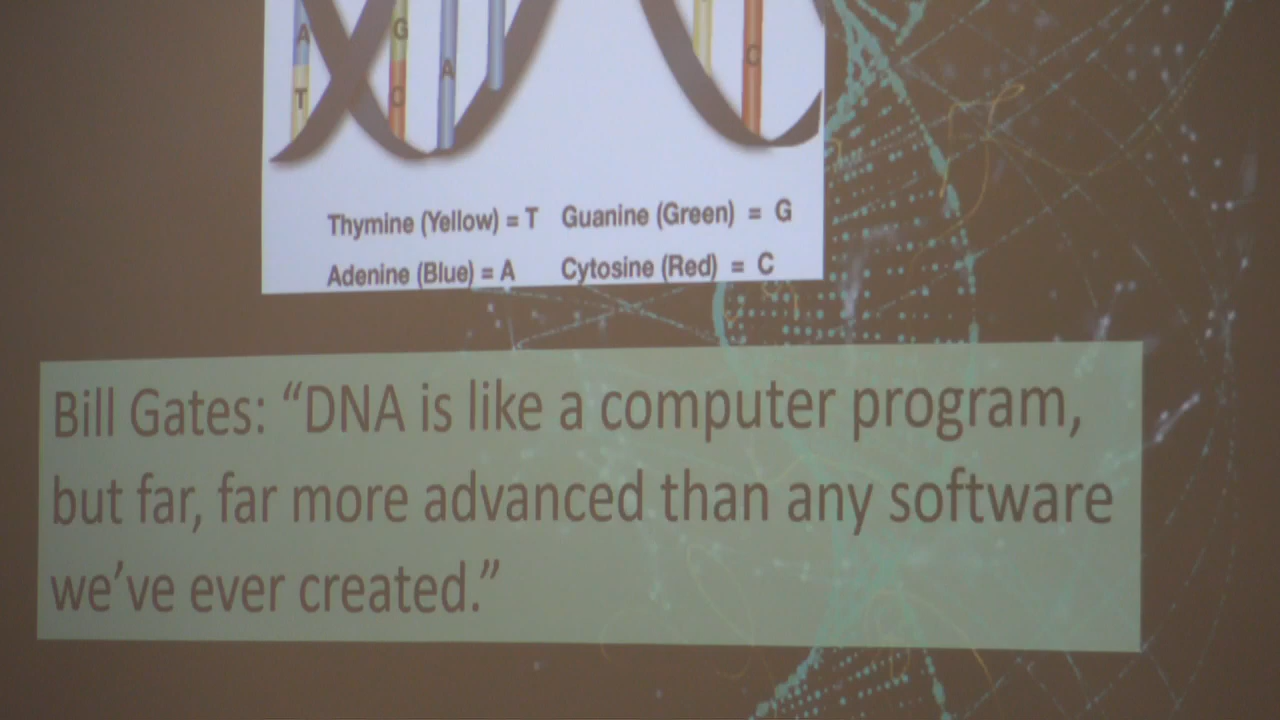 A G A C
T C
Thymine (Yellow) = T Guanine (Green) = G
Adenine (Blue) = A Cytosine (Red) = C
Bill Gates: “DNA is like a computer program,
but far, far more advanced than any software
we’ve ever created.”